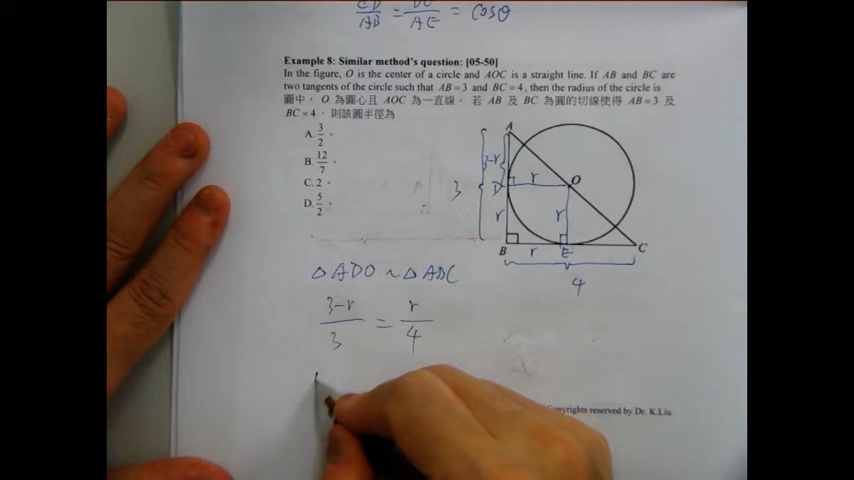 CD/AB = DC/AE = cosθ
Example 8: Similar method's question: [05-50]
In the figure, O is the center of a circle and AOC is a straight line. If AB and BC are
two tangents of the circle such that AB = 3 and BC = 4, then the radius of the circle is
圖中， O 為圓心且 AOC 為一直線， 若 AB 及 BC 為圓的切線使得 AB = 3 及
BC = 4， 則該圓半徑為
A. 3/2 。
B. 12/7 。
C. 2 。
D. 5/2 。
A
3-r
3
D
r
O
r
r
B
r
E
C
4
△ADO ~ △ABC
3-r/3 = r/4
Copyrights reserved by Dr. K.Liu